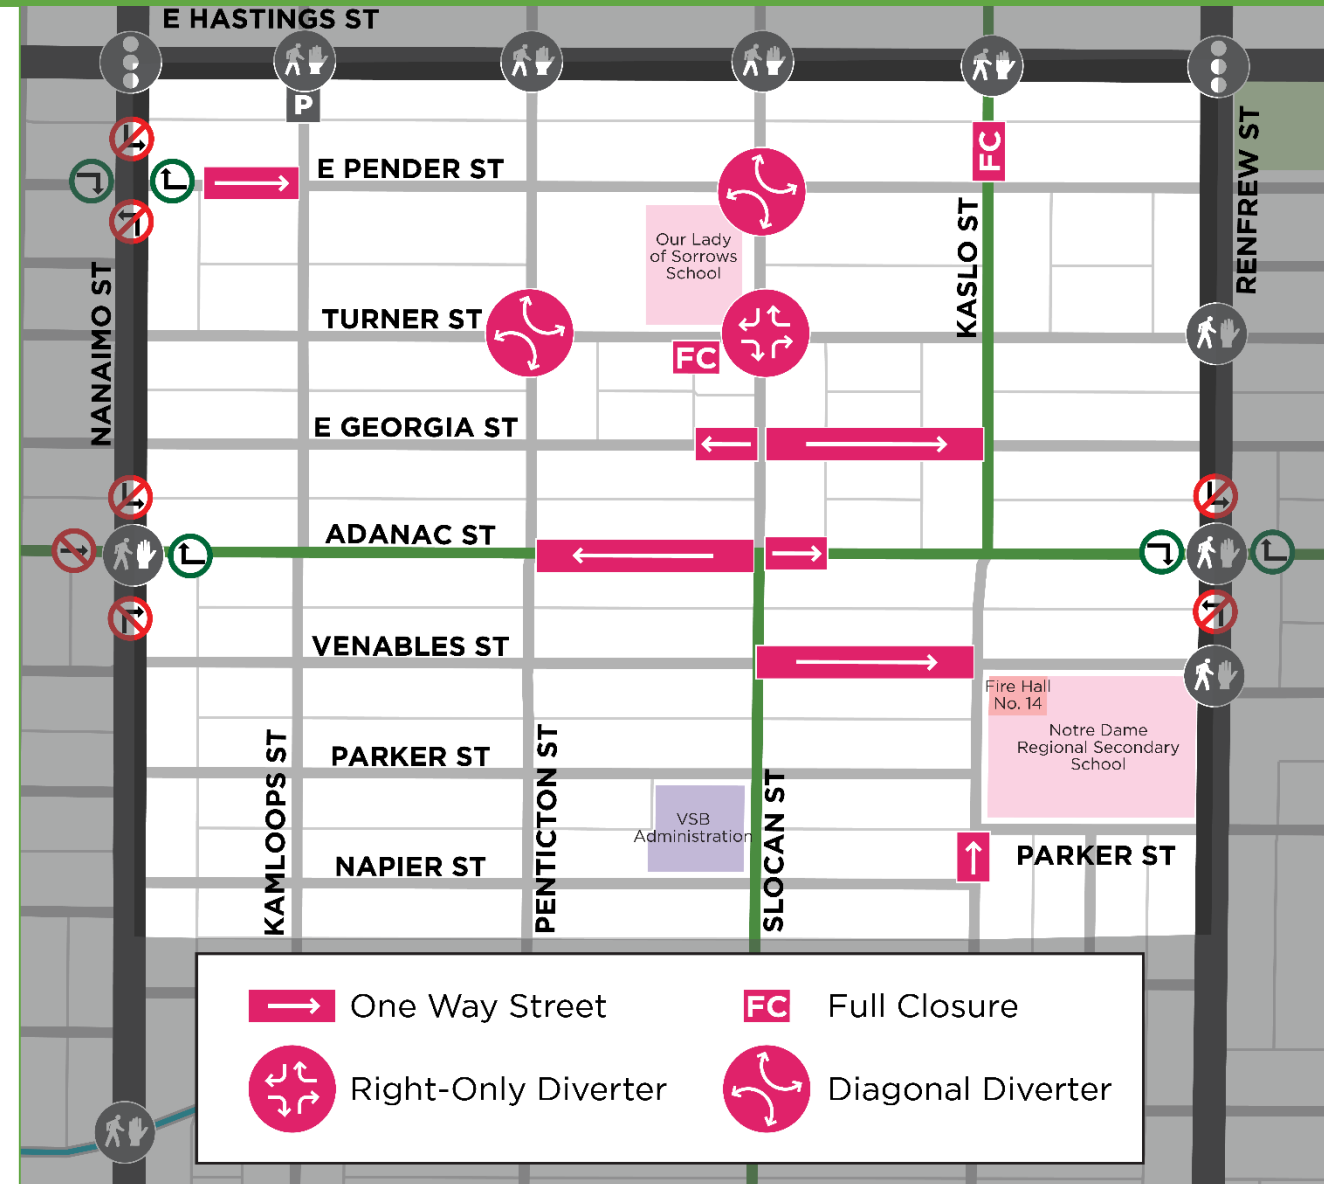 E HASTINGS ST
P
FC
E PENDER ST
RENFREW ST
KASLO ST
Our Lady
of Sorrows
School
NANAIMO ST
TURNER ST
FC
E GEORGIA ST
ADANAC ST
VENABLES ST
Fire Hall
No. 14
Notre Dame
Regional Secondary
School
KAMLOOPS ST
PENTICTON ST
SLOCAN ST
PARKER ST
VSB
Administration
NAPIER ST
PARKER ST
One Way Street
FC
Full Closure
Right-Only Diverter
Diagonal Diverter